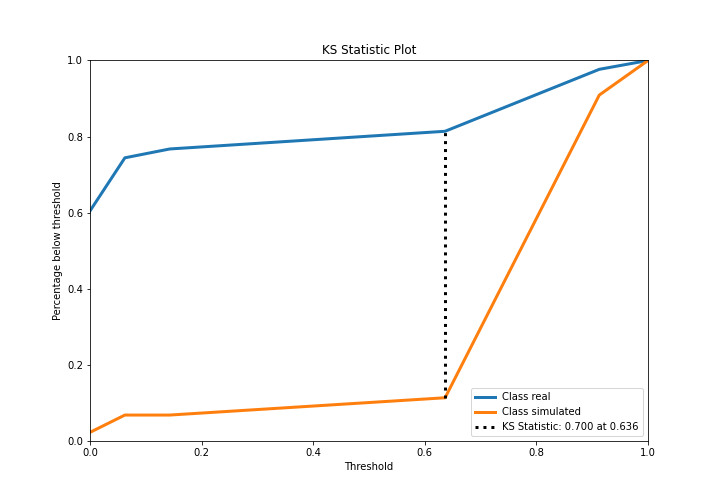 KS Statistic Plot
1.0
0.8
0.6
0.4
0.2
0.0
Percentage below threshold
Class real
Class simulated
KS Statistic: 0.700 at 0.636
0.0 0.2 0.4 0.6 0.8 1.0
Threshold